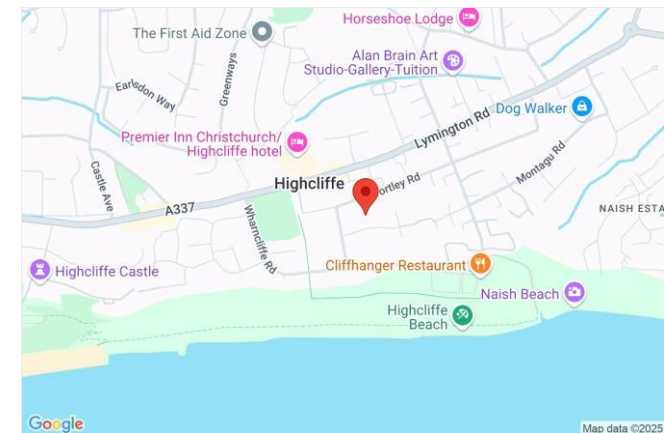 Horseshoe Lodge
The First Aid Zone
Alan Brain Art
Studio-Gallery-Tuition
Greenways
Earlsdon Way
Dog Walker
Premier Inn Christchurch/
Highcliffe hotel
Lymington Rd
Montagu Rd
Castle Ave
Highcliffe
ortley Rd
A337
NAISH ESTA
Wharncliffe Rd
Highcliffe Castle
Cliffhanger Restaurant
Naish Beach
Highcliffe
Beach
Google
Map data ©2025